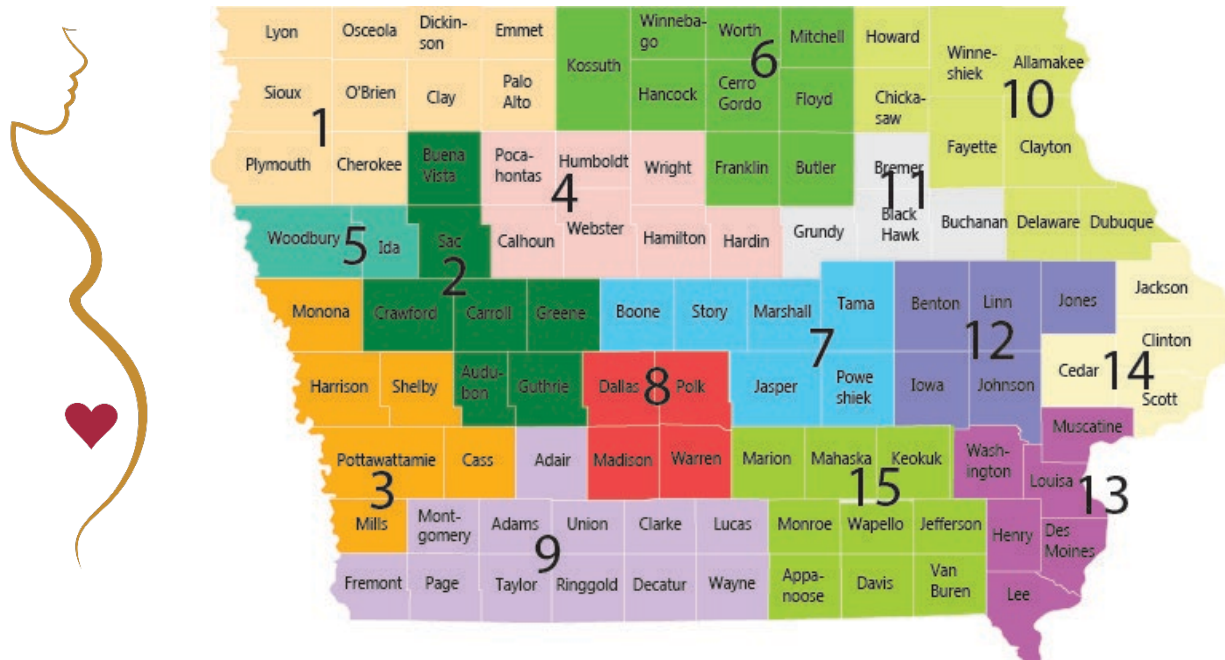 Lyon
Osceola
Dickin-
son
Emmet
Kossuth
Winneba-
go
Worth
Mitchell
Howard
Winne-
shiek
Allamakee
Sioux
O'Brien
Clay
Palo
Alto
Hancock
Cerro
Gordo
Floyd
Chicka-
saw
1
6
10
Plymouth
Cherokee
Buena
Vista
Poca-
hontas
Humboldt
Wright
Franklin
Butler
Bremer
Fayette
Clayton
4
11
Woodbury
5
Ida
Sac
2
Calhoun
Webster
Hamilton
Hardin
Grundy
Black
Hawk
Buchanan
Delaware
Dubuque
Monona
Crawford
Carroll
Greene
Boone
Story
Marshall
Tama
Benton
Linn
Jones
Jackson
7
12
Clinton
Harrison
Shelby
Audu-
bon
Guthrie
Dallas
8
Polk
Jasper
Powe
shiek
Iowa
Johnson
Cedar
14
Scott
Muscatine
Pottawattamie
Cass
Adair
Madison
Warren
Marion
Mahaska
Keokuk
Wash-
ington
Louisa
3
15
13
Mills
Mont-
gomery
Adams
Union
Clarke
Lucas
Monroe
Wapello
Jefferson
Henry
Des
Moines
9
Fremont
Page
Taylor
Ringgold
Decatur
Wayne
Appa-
noose
Davis
Van
Buren
Lee